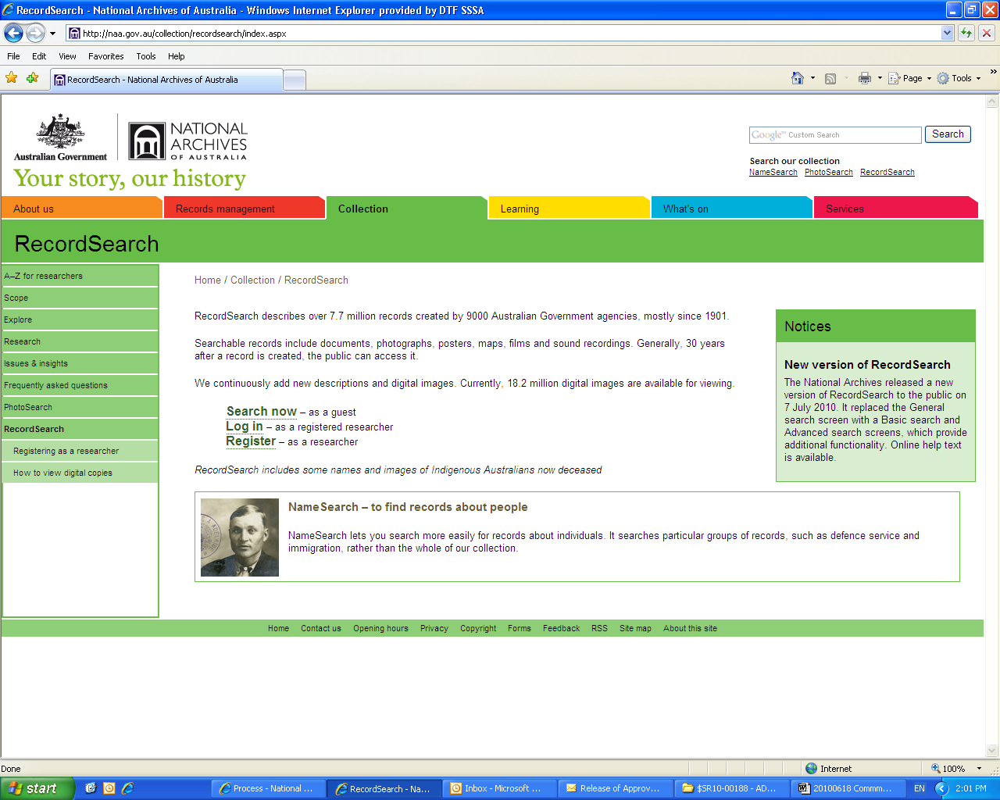 RecordSearch - National Archives of Australia - Windows Internet Explorer provided by DTF SSSA
http://naa.gov.au/collection/recordsearch/index.aspx
File Edit View Favorites Tools Help
RecordSearch - National Archives of Australia
Page Tools
Australian Government
NATIONAL
ARCHIVES
OF AUSTRALIA
Your story, our history
Google™ Custom Search Search
Search our collection
NameSearch PhotoSearch RecordSearch
About us Records management Collection Learning What's on Services
RecordSearch
A–Z for researchers
Scope
Explore
Research
Issues & insights
Frequently asked questions
PhotoSearch
RecordSearch
Registering as a researcher
How to view digital copies
Home / Collection / RecordSearch
RecordSearch describes over 7.7 million records created by 9000 Australian Government agencies, mostly since 1901.
Searchable records include documents, photographs, posters, maps, films and sound recordings. Generally, 30 years
after a record is created, the public can access it.
We continuously add new descriptions and digital images. Currently, 18.2 million digital images are available for viewing.
Search now – as a guest
Log in – as a registered researcher
Register – as a researcher
RecordSearch includes some names and images of Indigenous Australians now deceased
NameSearch – to find records about people
NameSearch lets you search more easily for records about individuals. It searches particular groups of records, such as defence service and
immigration, rather than the whole of our collection.
Notices
New version of RecordSearch
The National Archives released a new
version of RecordSearch to the public on
7 July 2010. It replaced the General
search screen with a Basic search and
Advanced search screens, which provide
additional functionality. Online help text
is available.
Home Contact us Opening hours Privacy Copyright Forms Feedback RSS Site map About this site
Done Internet 100%
start Process - National ... RecordSearch - Na... Inbox - Microsoft ... Release of Approv... $SR10-00188 - AD... 20100618 Commm... EN 2:01 PM